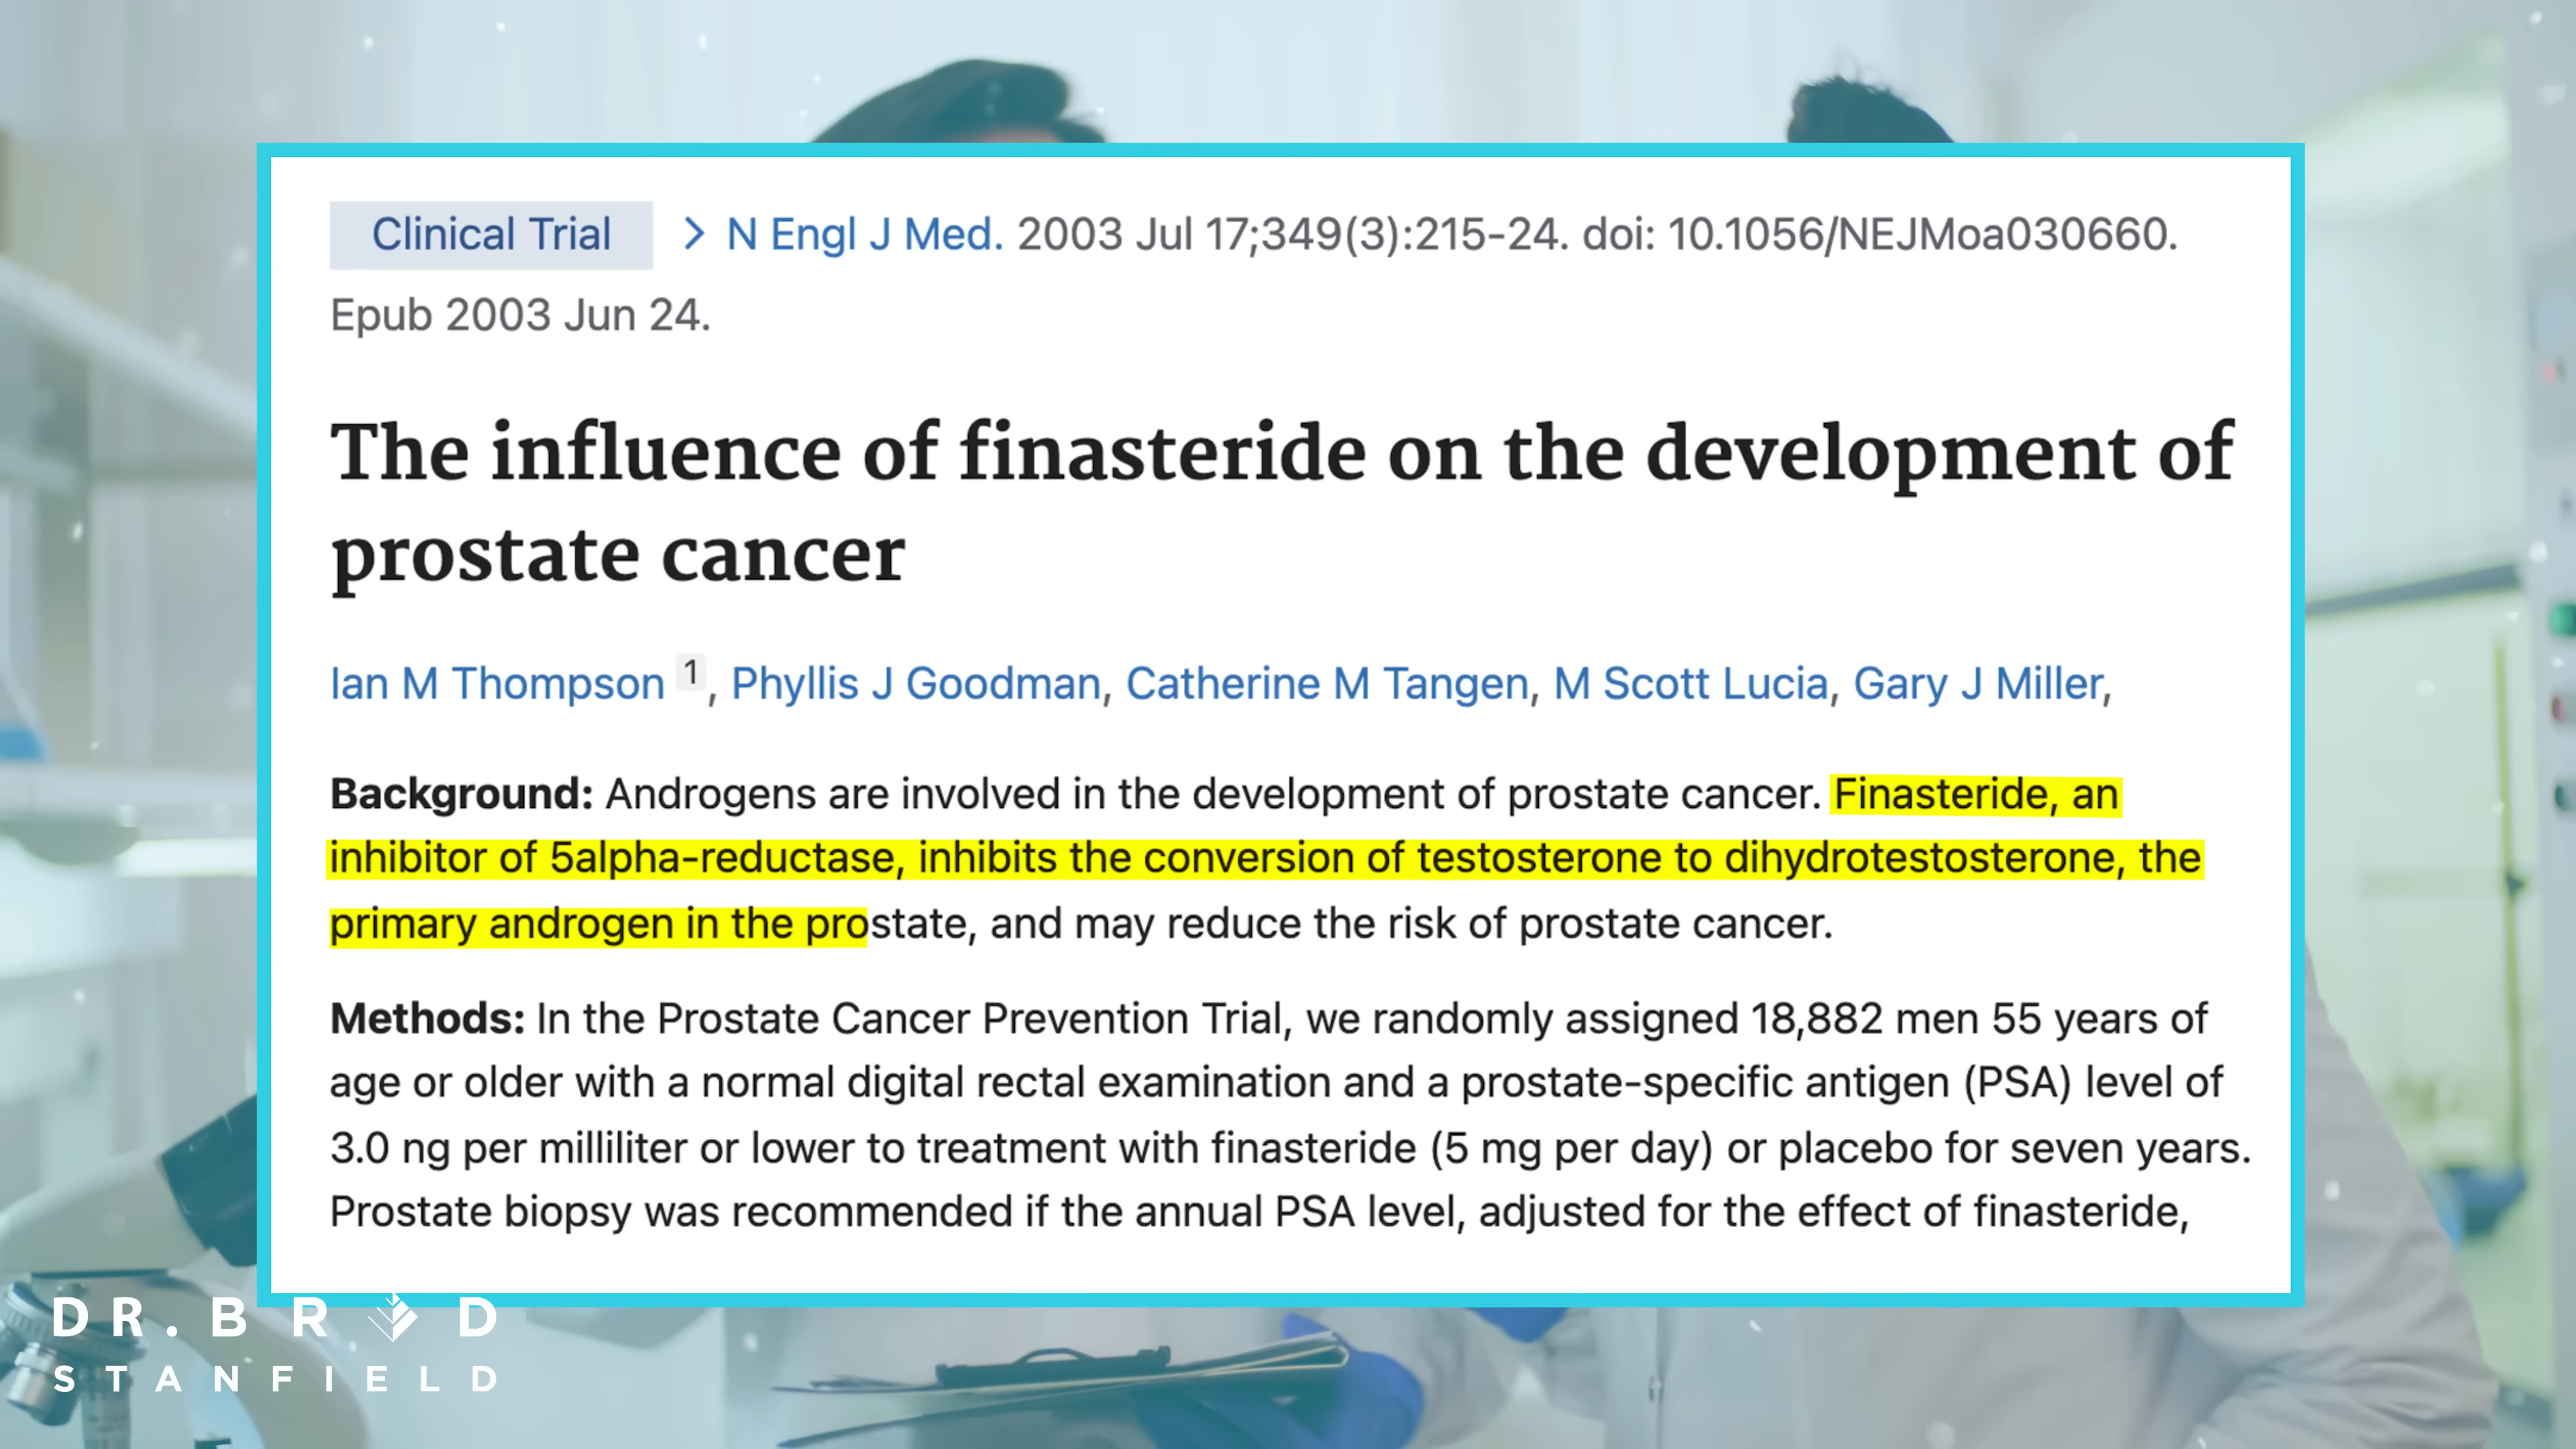 Clinical Trial > N Engl J Med. 2003 Jul 17;349(3):215-24. doi: 10.1056/NEJMoa030660.
Epub 2003 Jun 24.
The influence of finasteride on the development of
prostate cancer
Ian M Thompson 1, Phyllis J Goodman, Catherine M Tangen, M Scott Lucia, Gary J Miller,
Background: Androgens are involved in the development of prostate cancer. Finasteride, an
inhibitor of 5alpha-reductase, inhibits the conversion of testosterone to dihydrotestosterone, the
primary androgen in the prostate, and may reduce the risk of prostate cancer.
Methods: In the Prostate Cancer Prevention Trial, we randomly assigned 18,882 men 55 years of
age or older with a normal digital rectal examination and a prostate-specific antigen (PSA) level of
3.0 ng per milliliter or lower to treatment with finasteride (5 mg per day) or placebo for seven years.
Prostate biopsy was recommended if the annual PSA level, adjusted for the effect of finasteride,
DR. BRAD
STANFIELD